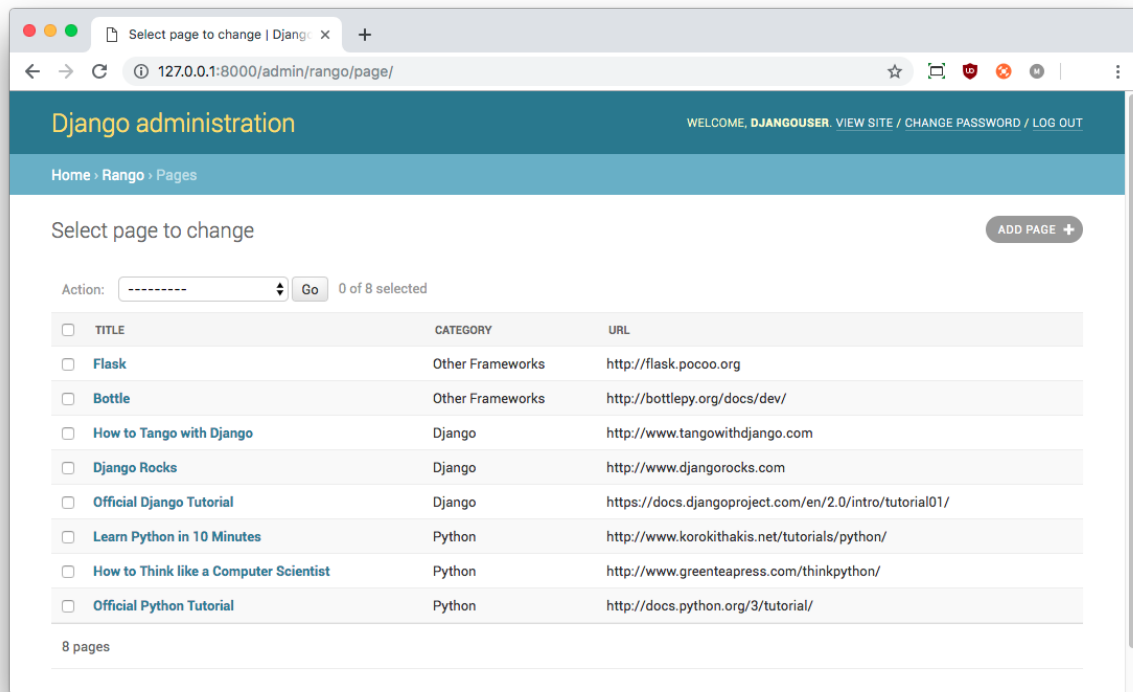 Select page to change | Djang
127.0.0.1:8000/admin/rango/page/
Django administration
WELCOME, DJANGOUSER. VIEW SITE / CHANGE PASSWORD / LOG OUT
Home › Rango › Pages
Select page to change
ADD PAGE +
Action: --------- Go 0 of 8 selected
TITLE CATEGORY URL
Flask Other Frameworks http://flask.pocoo.org
Bottle Other Frameworks http://bottlepy.org/docs/dev/
How to Tango with Django Django http://www.tangowithdjango.com
Django Rocks Django http://www.djangorocks.com
Official Django Tutorial Django https://docs.djangoproject.com/en/2.0/intro/tutorial01/
Learn Python in 10 Minutes Python http://www.korokithakis.net/tutorials/python/
How to Think like a Computer Scientist Python http://www.greenteapress.com/thinkpython/
Official Python Tutorial Python http://docs.python.org/3/tutorial/
8 pages